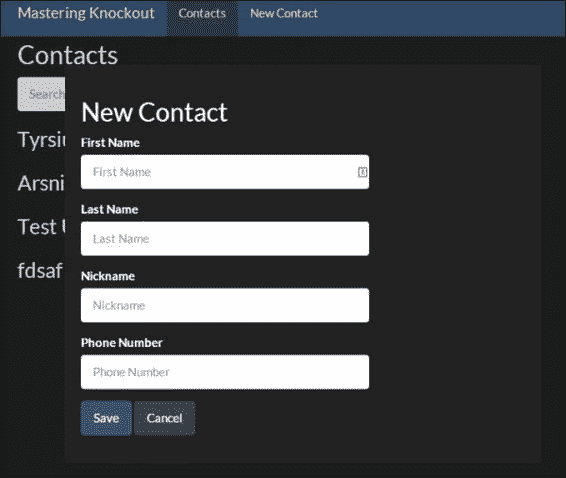 Mastering Knockout Contacts New Contact
Contacts
Search
New Contact
First Name
First Name
Tyrsiu
Last Name
Arsni
Last Name
Test U
Nickname
fdsaf
Nickname
Phone Number
Phone Number
Save Cancel